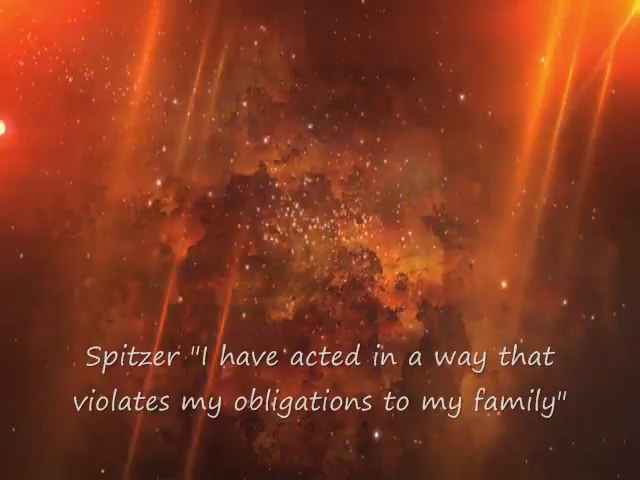 Spitzer "I have acted in a way that
violates my obligations to my family"